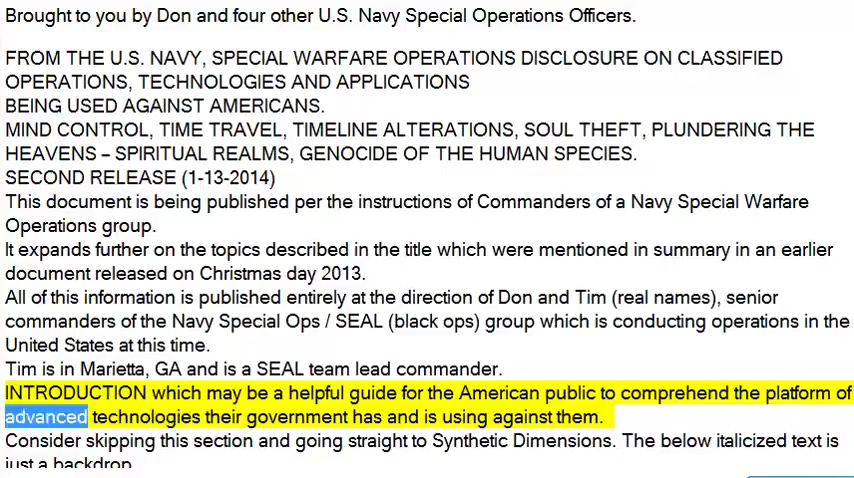 Brought to you by Don and four other U.S. Navy Special Operations Officers.
FROM THE U.S. NAVY, SPECIAL WARFARE OPERATIONS DISCLOSURE ON CLASSIFIED
OPERATIONS, TECHNOLOGIES AND APPLICATIONS
BEING USED AGAINST AMERICANS.
MIND CONTROL, TIME TRAVEL, TIMELINE ALTERATIONS, SOUL THEFT, PLUNDERING THE
HEAVENS – SPIRITUAL REALMS, GENOCIDE OF THE HUMAN SPECIES.
SECOND RELEASE (1-13-2014)
This document is being published per the instructions of Commanders of a Navy Special Warfare
Operations group.
It expands further on the topics described in the title which were mentioned in summary in an earlier
document released on Christmas day 2013.
All of this information is published entirely at the direction of Don and Tim (real names), senior
commanders of the Navy Special Ops / SEAL (black ops) group which is conducting operations in the
United States at this time.
Tim is in Marietta, GA and is a SEAL team lead commander.
INTRODUCTION which may be a helpful guide for the American public to comprehend the platform of
advanced technologies their government has and is using against them.
Consider skipping this section and going straight to Synthetic Dimensions. The below italicized text is
just a backdrop